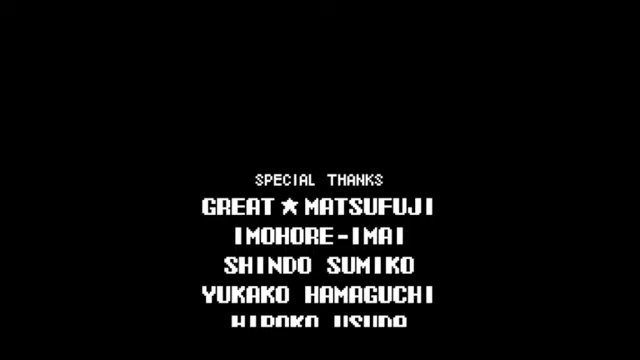 SPECIAL THANKS
GREAT★MATSUFUJI
IMOHORE-IMAI
SHINDO SUMIKO
YUKAKO HAMAGUCHI